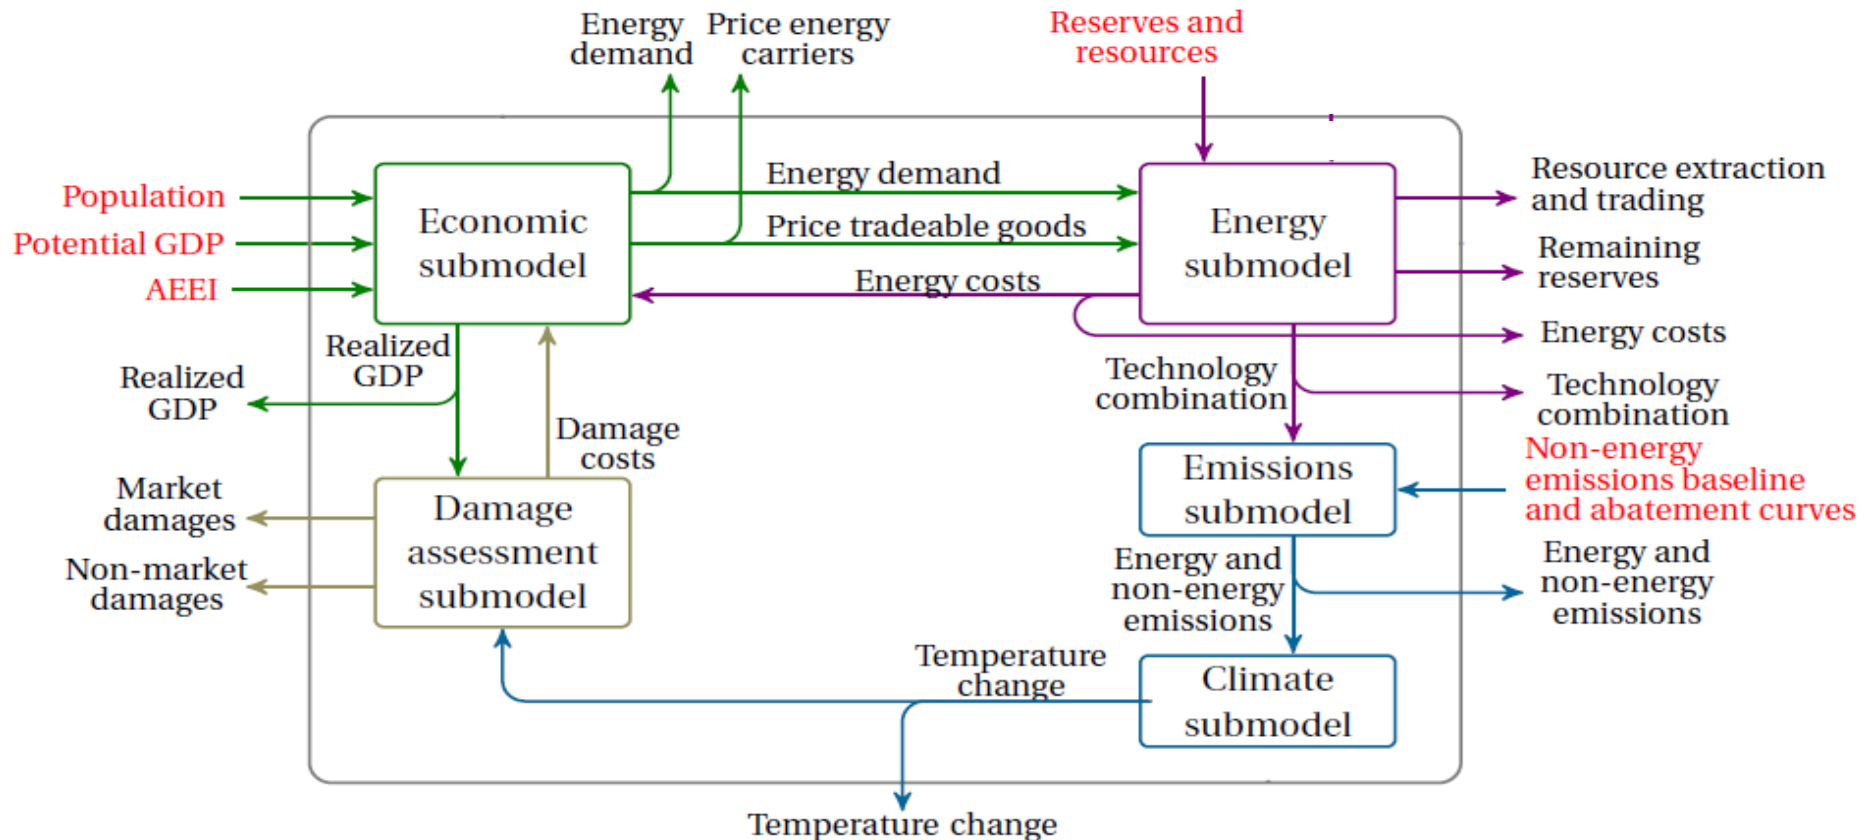 Energy
demand
Price energy
carriers
Reserves and
resources
Population
Potential GDP
AEEI
Economic
submodel
Energy demand
Price tradeable goods
Energy costs
Energy
submodel
Resource extraction
and trading
Remaining
reserves
Energy costs
Realized
GDP
Realized
GDP
Damage
costs
Technology
combination
Technology
combination
Market
damages
Non-market
damages
Damage
assessment
submodel
Emissions
submodel
Non-energy
emissions baseline
and abatement curves
Energy and
non-energy
emissions
Energy and
non-energy
emissions
Temperature
change
Climate
submodel
Temperature change